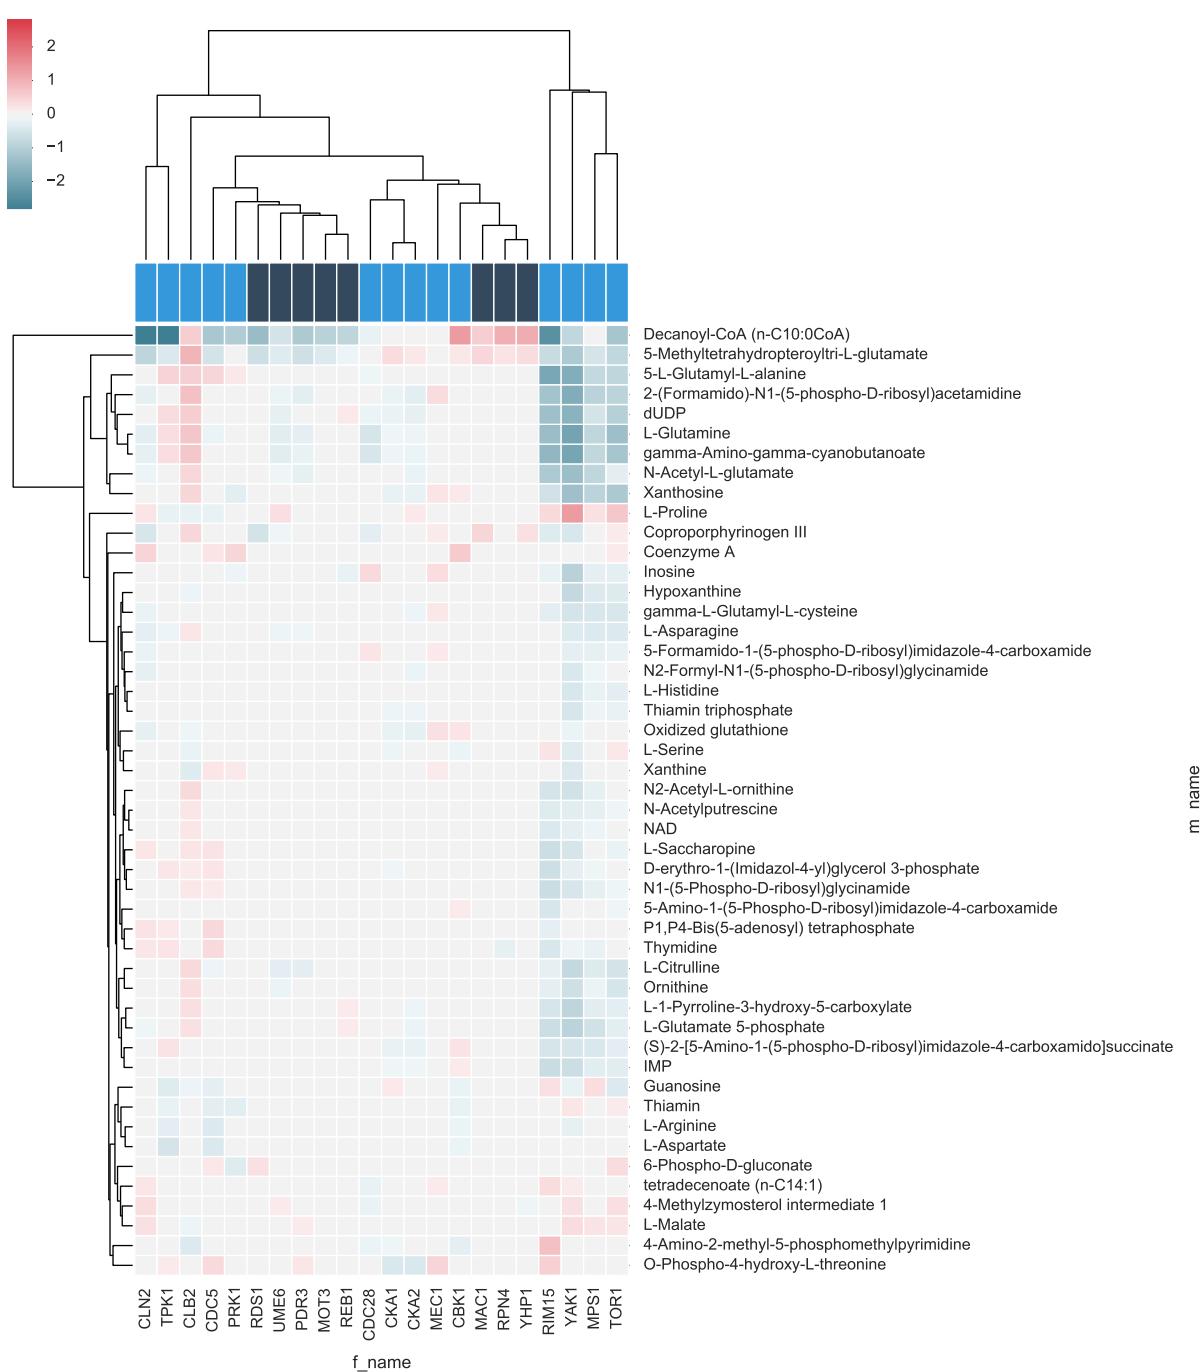 2
1
0
−1
−2
Decanoyl-CoA (n-C10:0CoA)
5-Methyltetrahydropteroyltri-L-glutamate
5-L-Glutamyl-L-alanine
2-(Formamido)-N1-(5-phospho-D-ribosyl)acetamidine
dUDP
L-Glutamine
gamma-Amino-gamma-cyanobutanoate
N-Acetyl-L-glutamate
Xanthosine
L-Proline
Coproporphyrinogen III
Coenzyme A
Inosine
Hypoxanthine
gamma-L-Glutamyl-L-cysteine
L-Asparagine
5-Formamido-1-(5-phospho-D-ribosyl)imidazole-4-carboxamide
N2-Formyl-N1-(5-phospho-D-ribosyl)glycinamide
L-Histidine
Thiamin triphosphate
Oxidized glutathione
L-Serine
Xanthine
N2-Acetyl-L-ornithine
N-Acetylputrescine
NAD
L-Saccharopine
D-erythro-1-(Imidazol-4-yl)glycerol 3-phosphate
N1-(5-Phospho-D-ribosyl)glycinamide
5-Amino-1-(5-Phospho-D-ribosyl)imidazole-4-carboxamide
P1,P4-Bis(5-adenosyl) tetraphosphate
Thymidine
L-Citrulline
Ornithine
L-1-Pyrroline-3-hydroxy-5-carboxylate
L-Glutamate 5-phosphate
(S)-2-[5-Amino-1-(5-phospho-D-ribosyl)imidazole-4-carboxamido]succinate
IMP
Guanosine
Thiamin
L-Arginine
L-Aspartate
6-Phospho-D-gluconate
tetradecenoate (n-C14:1)
4-Methylzymosterol intermediate 1
L-Malate
4-Amino-2-methyl-5-phosphomethylpyrimidine
O-Phospho-4-hydroxy-L-threonine
m_name
CLN2
TPK1
CLB2
CDC5
PRK1
RDS1
UME6
PDR3
MOT3
REB1
CDC28
CKA1
CKA2
MEC1
CBK1
MAC1
RPN4
YHP1
RIM15
YAK1
MPS1
TOR1
f_name